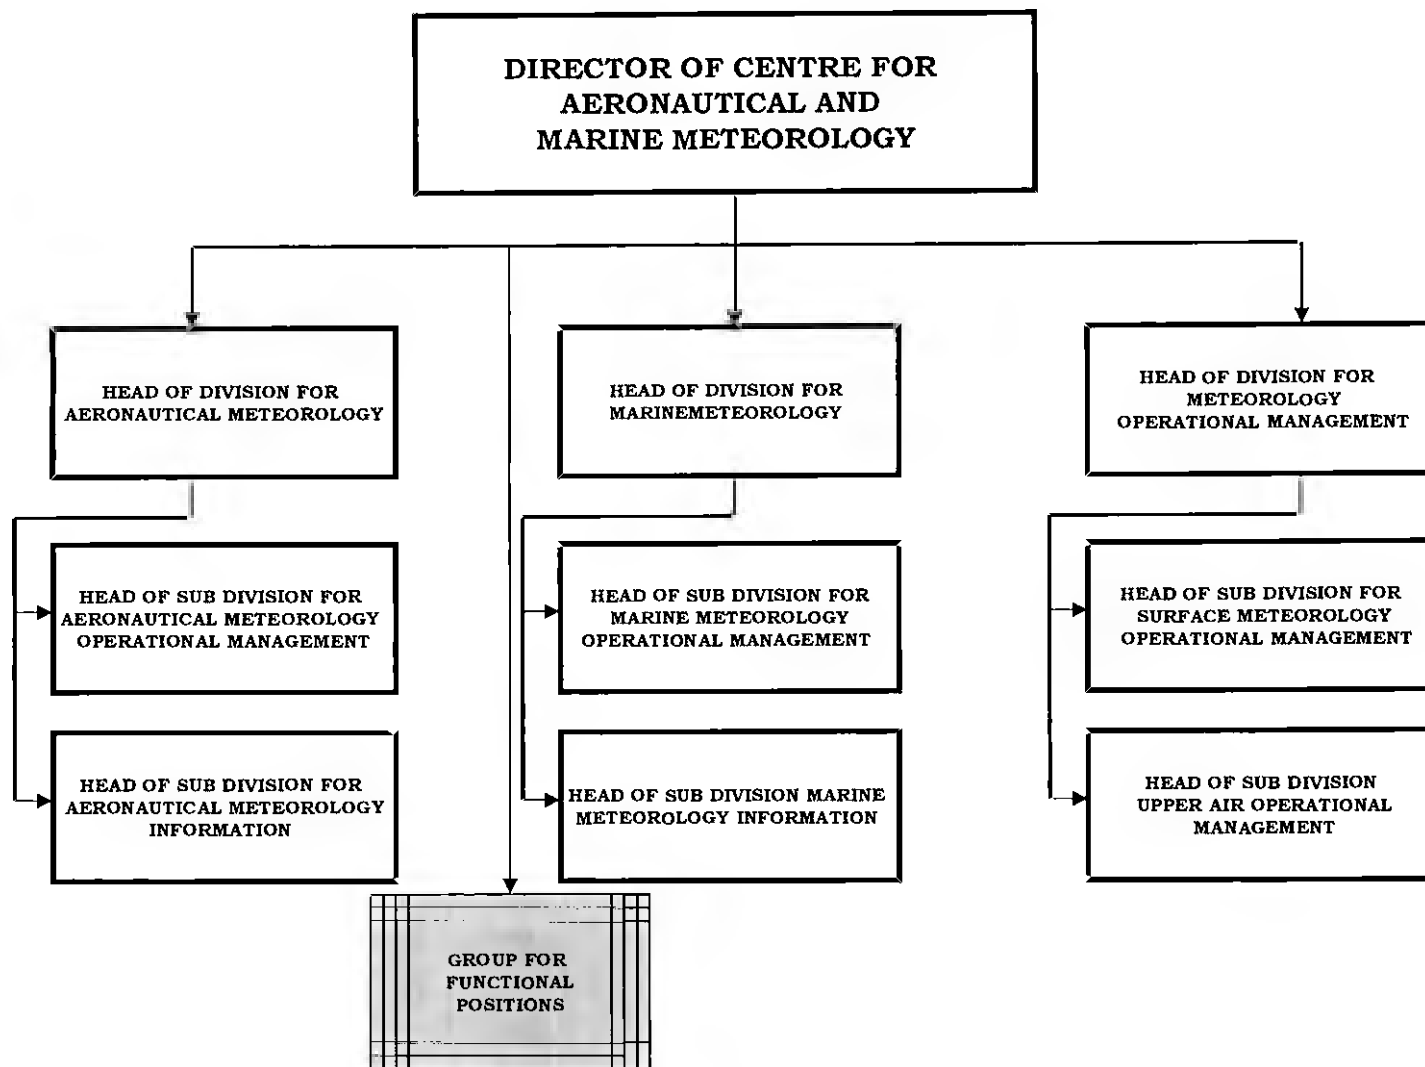 DIRECTOR OF CENTRE FOR
AERONAUTICAL AND
MARINE METEOROLOGY
HEAD OF DIVISION FOR
AERONAUTICAL METEOROLOGY
HEAD OF DIVISION FOR
MARINEMETEOROLOGY
HEAD OF DIVISION FOR
METEOROLOGY
OPERATIONAL MANAGEMENT
HEAD OF SUB DIVISION FOR
AERONAUTICAL METEOROLOGY
OPERATIONAL MANAGEMENT
HEAD OF SUB DIVISION FOR
MARINE METEOROLOGY
OPERATIONAL MANAGEMENT
HEAD OF SUB DIVISION FOR
SURFACE METEOROLOGY
OPERATIONAL MANAGEMENT
HEAD OF SUB DIVISION FOR
AERONAUTICAL METEOROLOGY
INFORMATION
HEAD OF SUB DIVISION MARINE
METEOROLOGY INFORMATION
HEAD OF SUB DIVISION
UPPER AIR OPERATIONAL
MANAGEMENT
GROUP FOR
FUNCTIONAL
POSITIONS